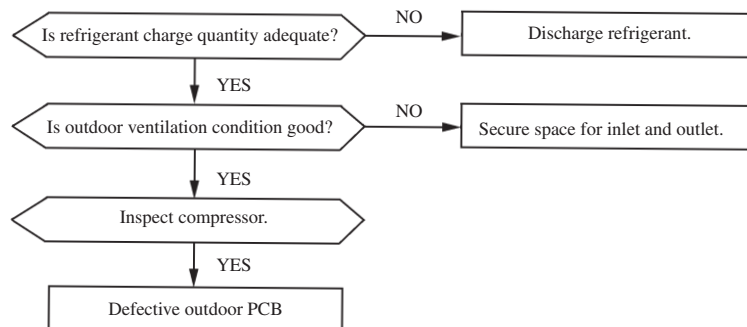 Is refrigerant charge quantity adequate?
NO
Discharge refrigerant.
YES
Is outdoor ventilation condition good?
NO
Secure space for inlet and outlet.
YES
Inspect compressor.
YES
Defective outdoor PCB